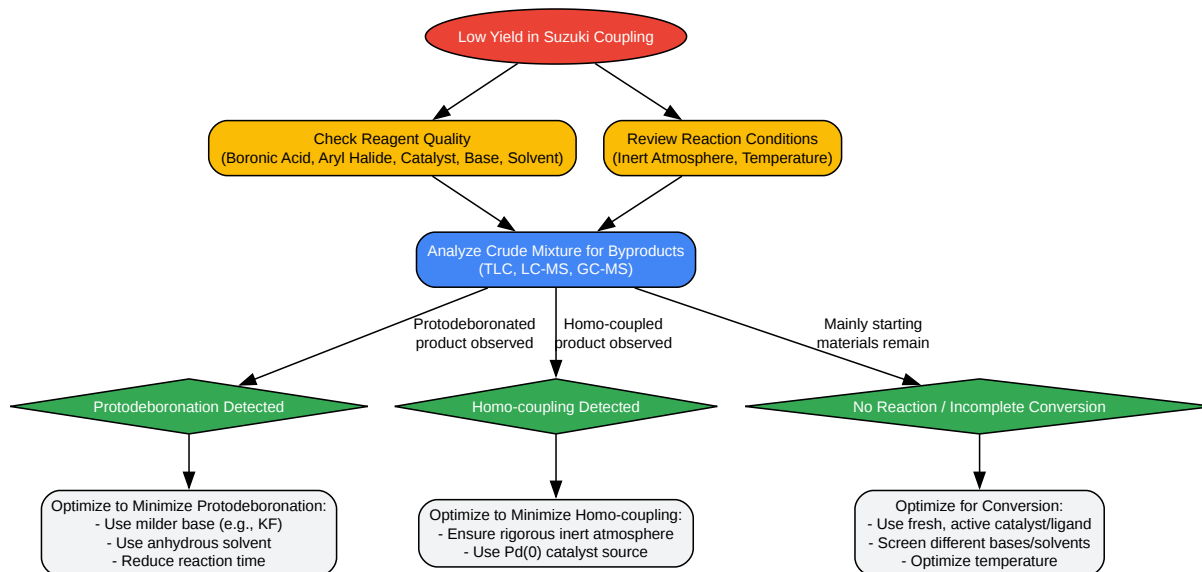 Low Yield in Suzuki Coupling
Check Reagent Quality
(Boronic Acid, Aryl Halide, Catalyst, Base, Solvent)
Review Reaction Conditions
(Inert Atmosphere, Temperature)
Analyze Crude Mixture for Byproducts
(TLC, LC-MS, GC-MS)
Protodeboronated
product observed
Homo-coupled
product observed
Mainly starting
materials remain
Protodeboronation Detected
Homo-coupling Detected
No Reaction / Incomplete Conversion
Optimize to Minimize Protodeboronation:
- Use milder base (e.g., KF)
- Use anhydrous solvent
- Reduce reaction time
Optimize to Minimize Homo-coupling:
- Ensure rigorous inert atmosphere
- Use Pd(0) catalyst source
Optimize for Conversion:
- Use fresh, active catalyst/ligand
- Screen different bases/solvents
- Optimize temperature